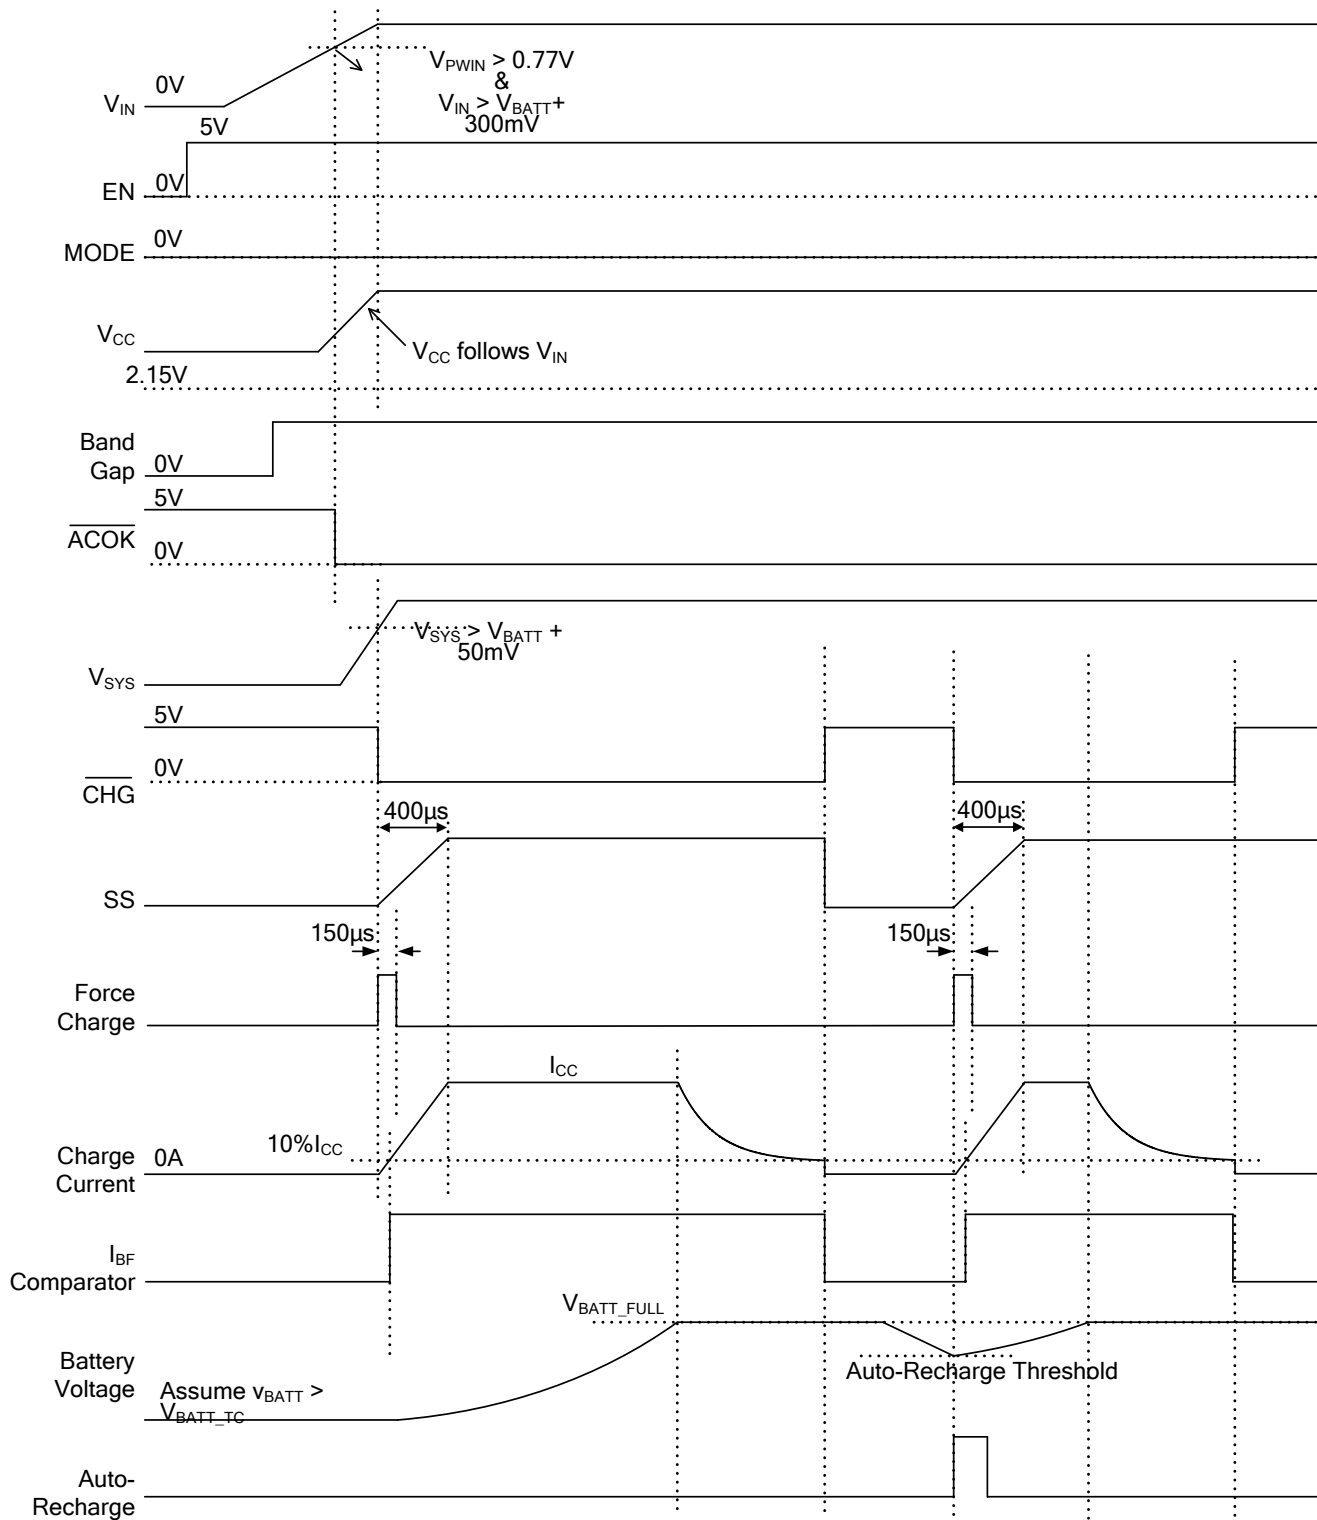 V_PWIN > 0.77V
&
V_IN > V_BATT +
300mV
0V
V_IN
5V
EN
0V
MODE
0V
V_CC
V_CC follows V_IN
2.15V
Band
Gap
0V
5V
ACOK
0V
V_SYS > V_BATT +
50mV
V_SYS
5V
0V
CHG
400µs
400µs
SS
150µs
150µs
Force
Charge
I_CC
10%I_CC
Charge
Current
0A
I_BF
Comparator
V_BATT_FULL
Battery
Voltage
Auto-Recharge Threshold
Assume v_BATT >
V_BATT_TC
Auto-
Recharge